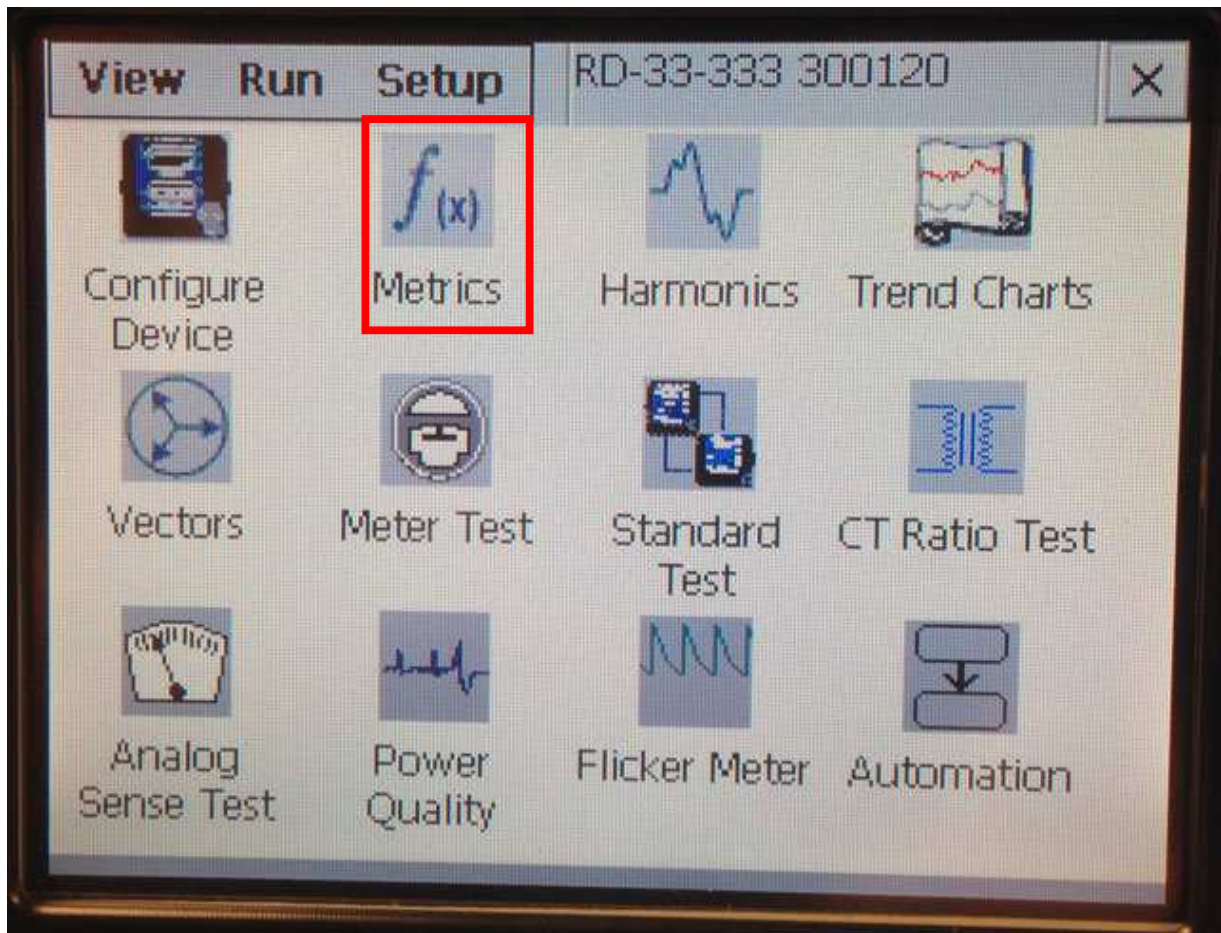 View Run Setup RD-33-333 300120 X
f(x)
Configure Device
Metrics
Harmonics
Trend Charts
Vectors
Meter Test
Standard Test
CT Ratio Test
Analog Sense Test
Power Quality
Flicker Meter
Automation